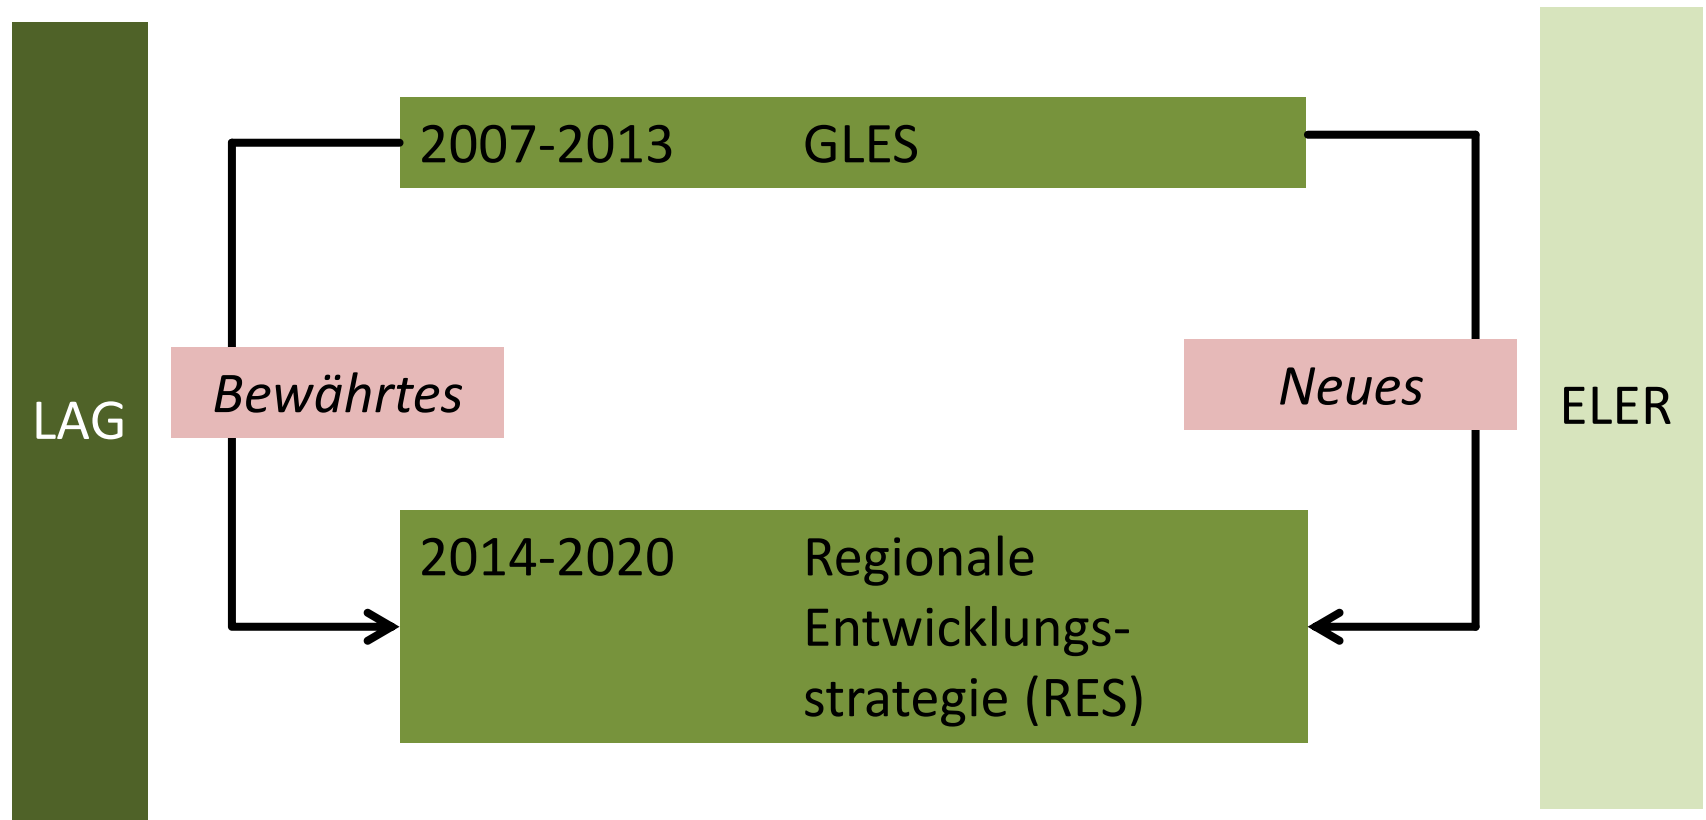 2007-2013 GLES
Bewährtes
Neues
LAG
ELER
2014-2020 Regionale
Entwicklungs-
strategie (RES)